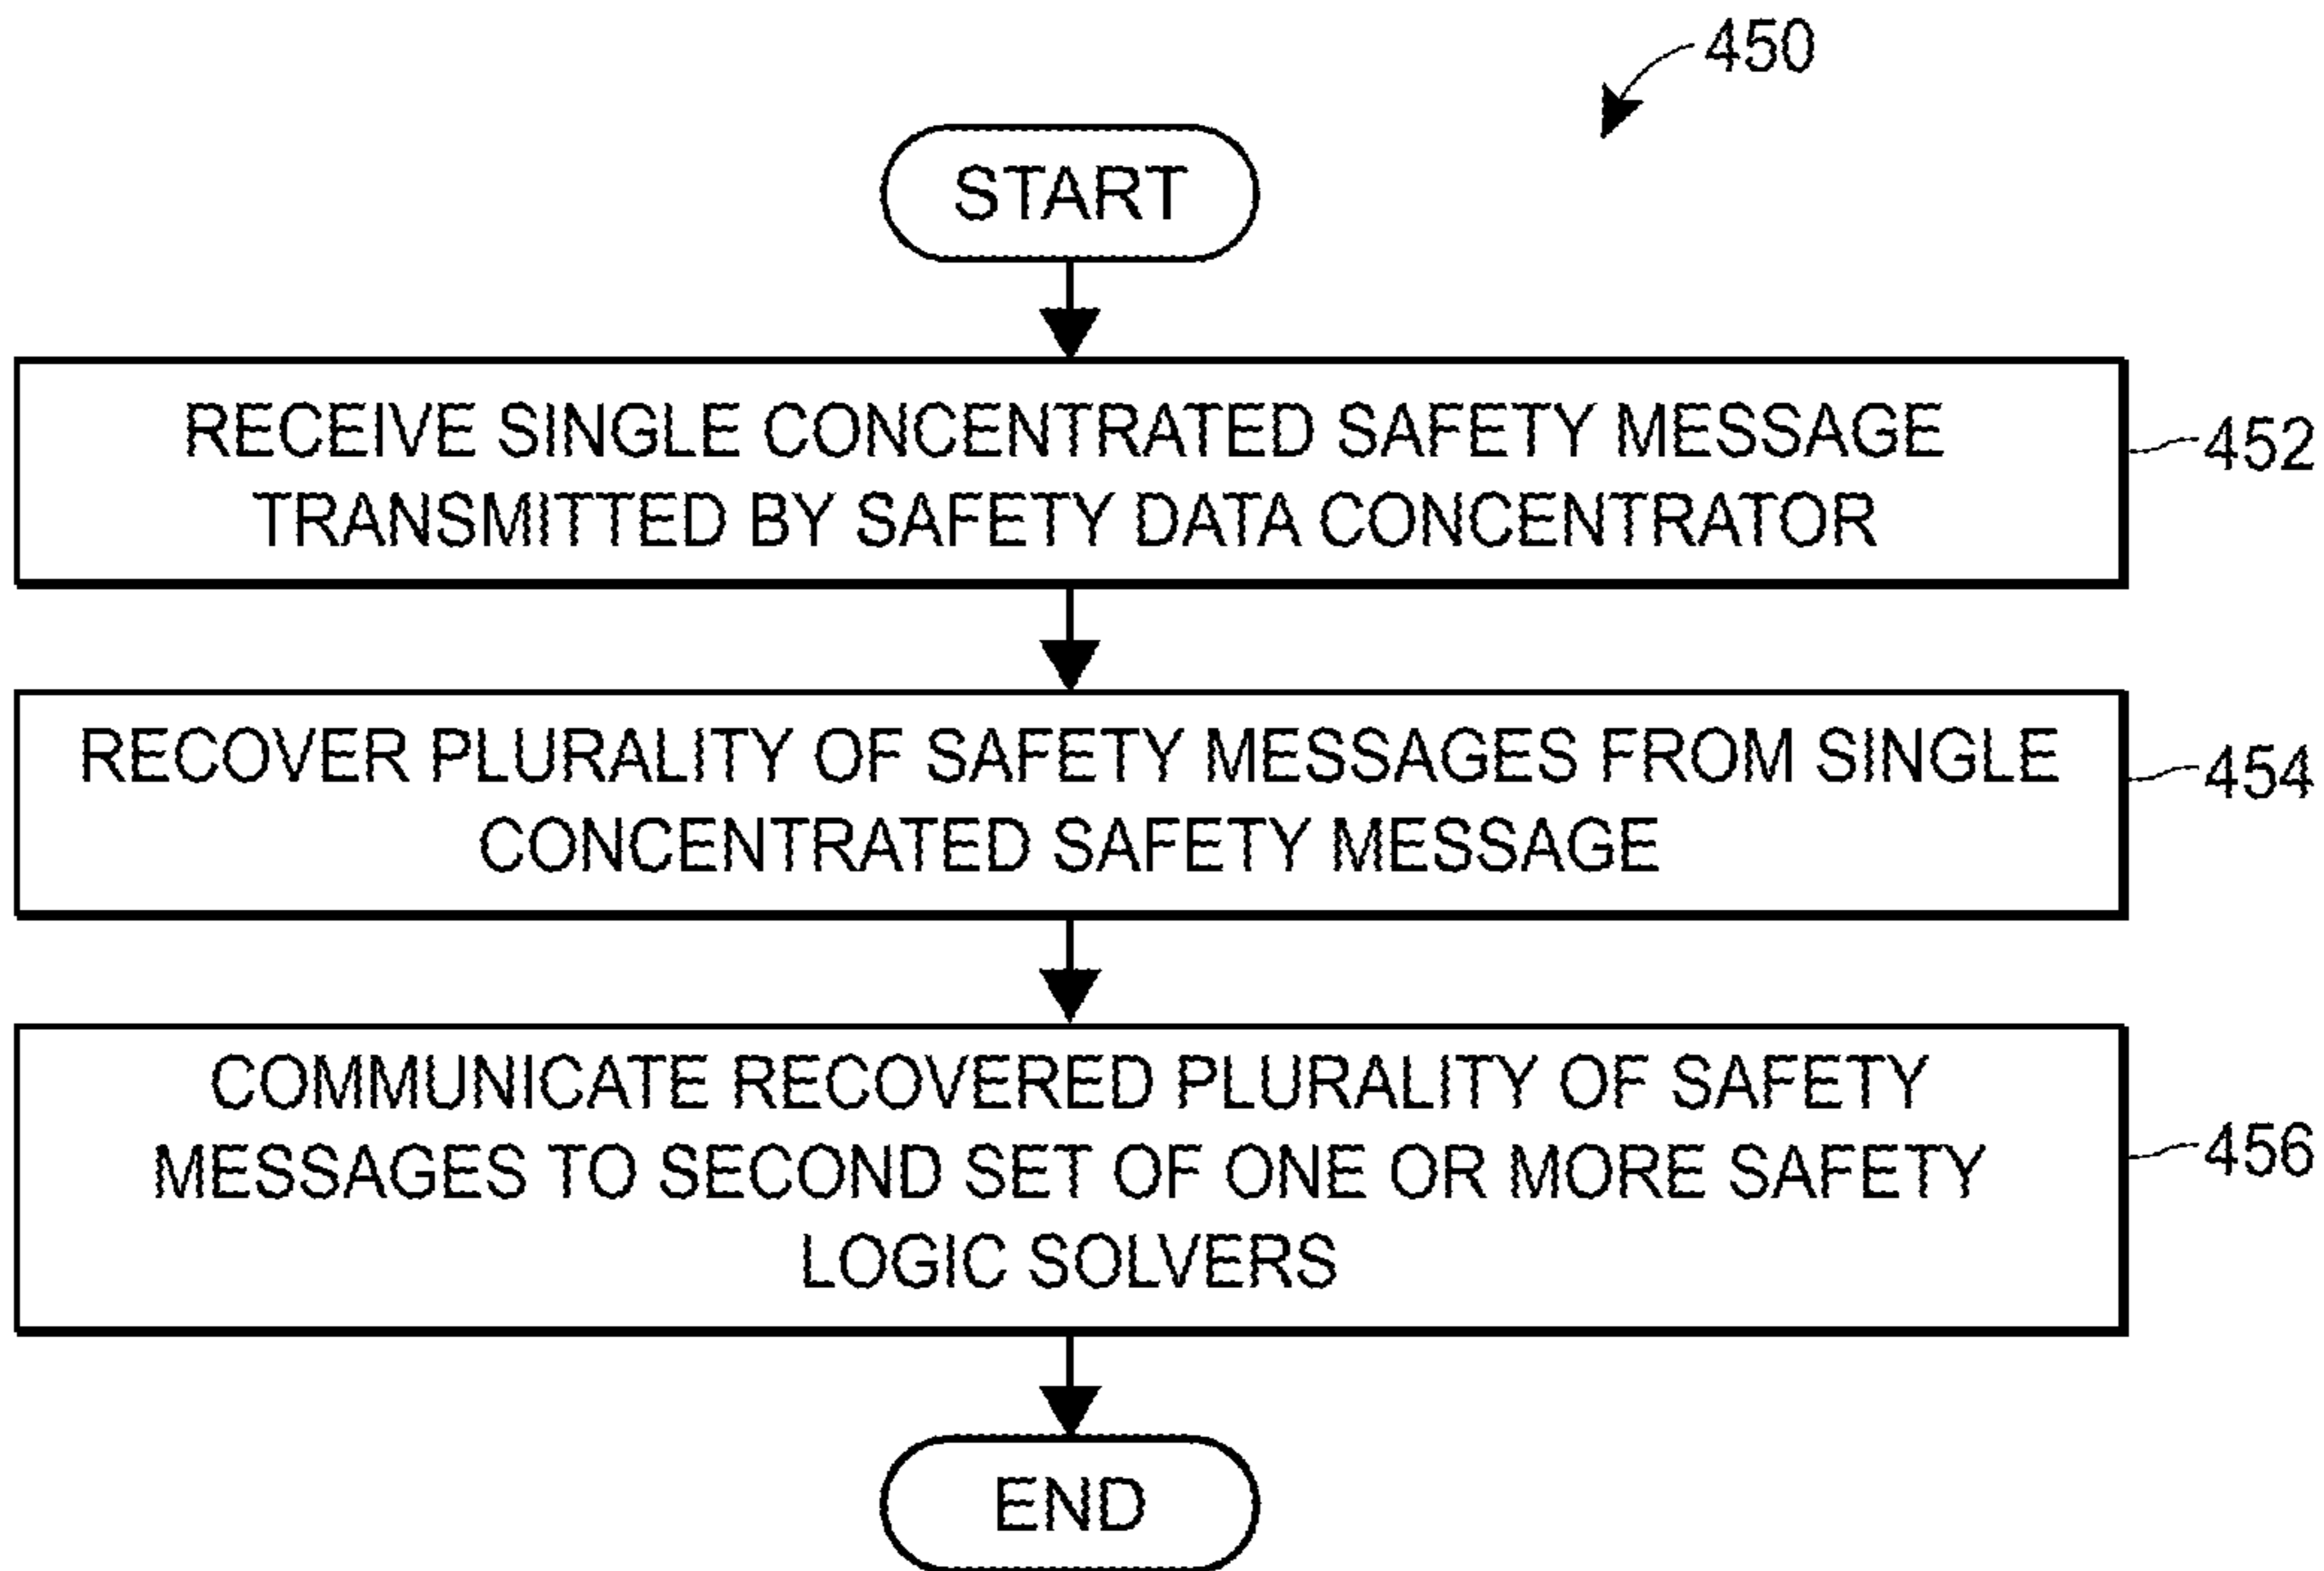 450
START
RECEIVE SINGLE CONCENTRATED SAFETY MESSAGE
TRANSMITTED BY SAFETY DATA CONCENTRATOR
452
RECOVER PLURALITY OF SAFETY MESSAGES FROM SINGLE
CONCENTRATED SAFETY MESSAGE
454
COMMUNICATE RECOVERED PLURALITY OF SAFETY
MESSAGES TO SECOND SET OF ONE OR MORE SAFETY
LOGIC SOLVERS
456
END